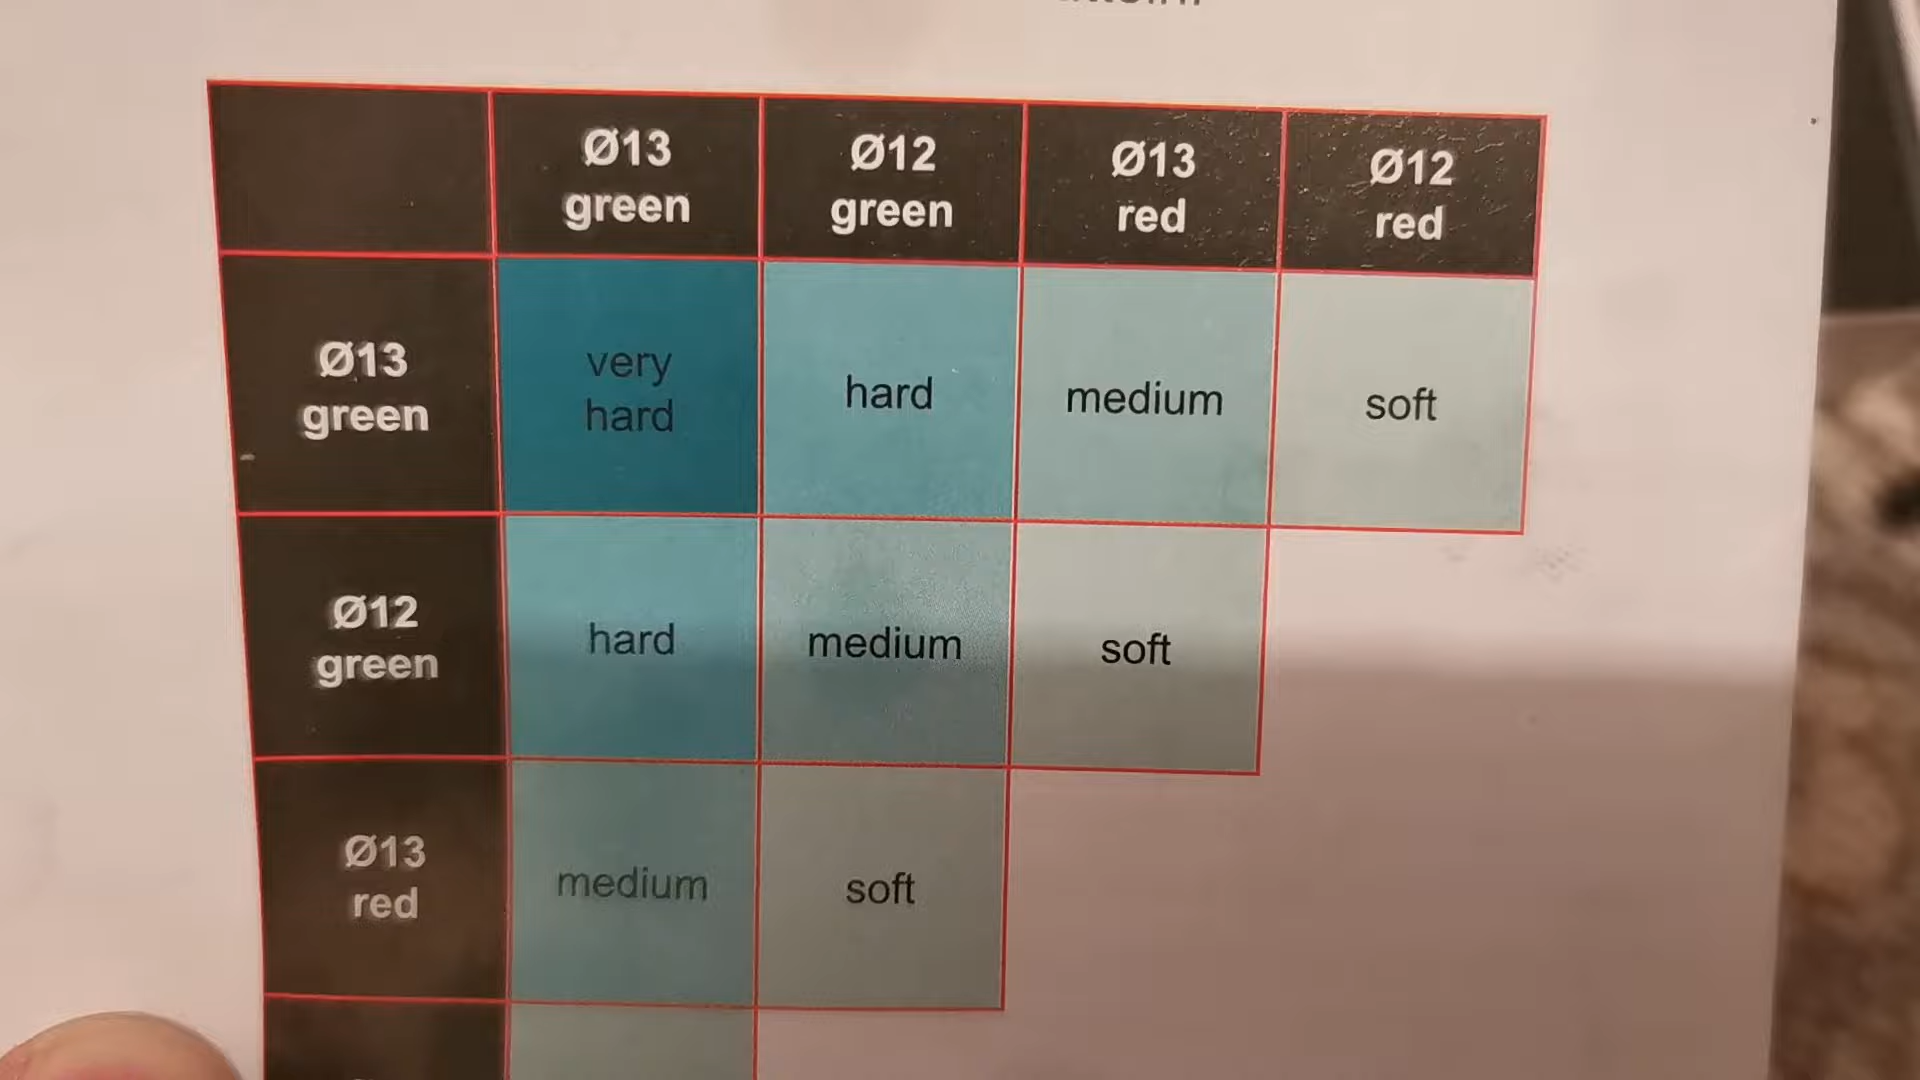 Ø13 green
Ø12 green
Ø13 red
Ø12 red
Ø13 green
very hard
hard
medium
soft
Ø12 green
hard
medium
soft
Ø13 red
medium
soft